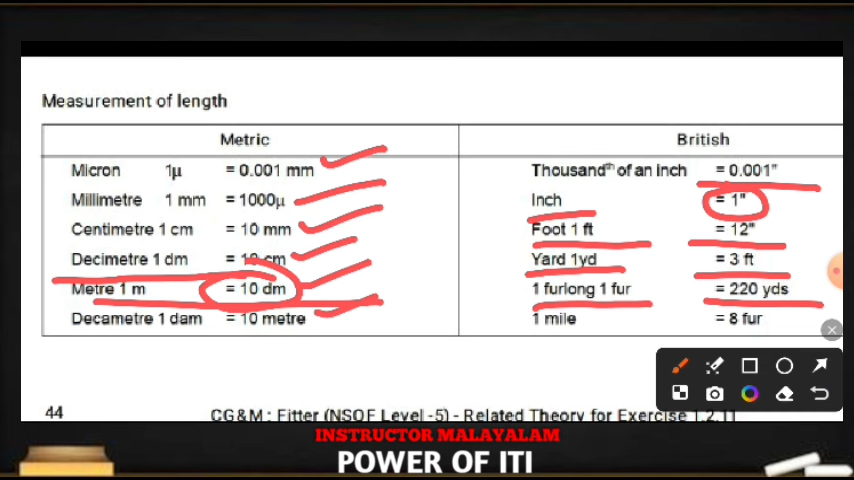 Measurement of length
Metric British
Micron 1µ = 0.001 mm Thousandth of an inch = 0.001"
Millimetre 1 mm = 1000µ Inch = 1"
Centimetre 1 cm = 10 mm Foot 1 ft = 12"
Decimetre 1 dm = 10 cm Yard 1yd = 3 ft
Metre 1 m = 10 dm 1 furlong 1 fur = 220 yds
Decametre 1 dam = 10 metre 1 mile = 8 fur
44 CG&M : Fitter (NSQF Level -5) - Related Theory for Exercise 1.2.11
INSTRUCTOR MALAYALAM
POWER OF ITI